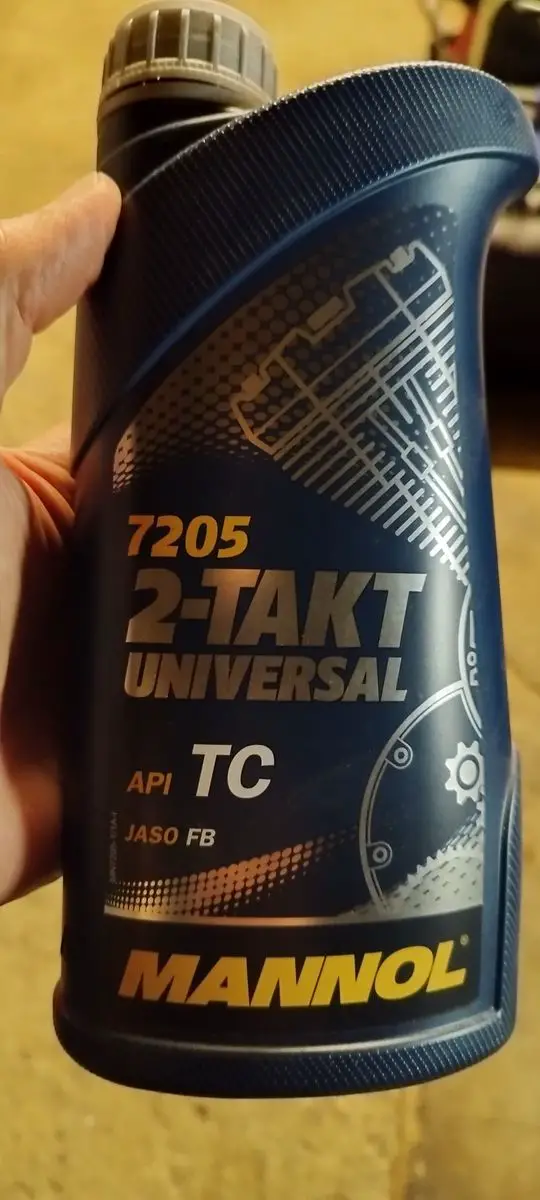 7205
2-TAKT
UNIVERSAL
API TC
JASO FB
MANNOL®